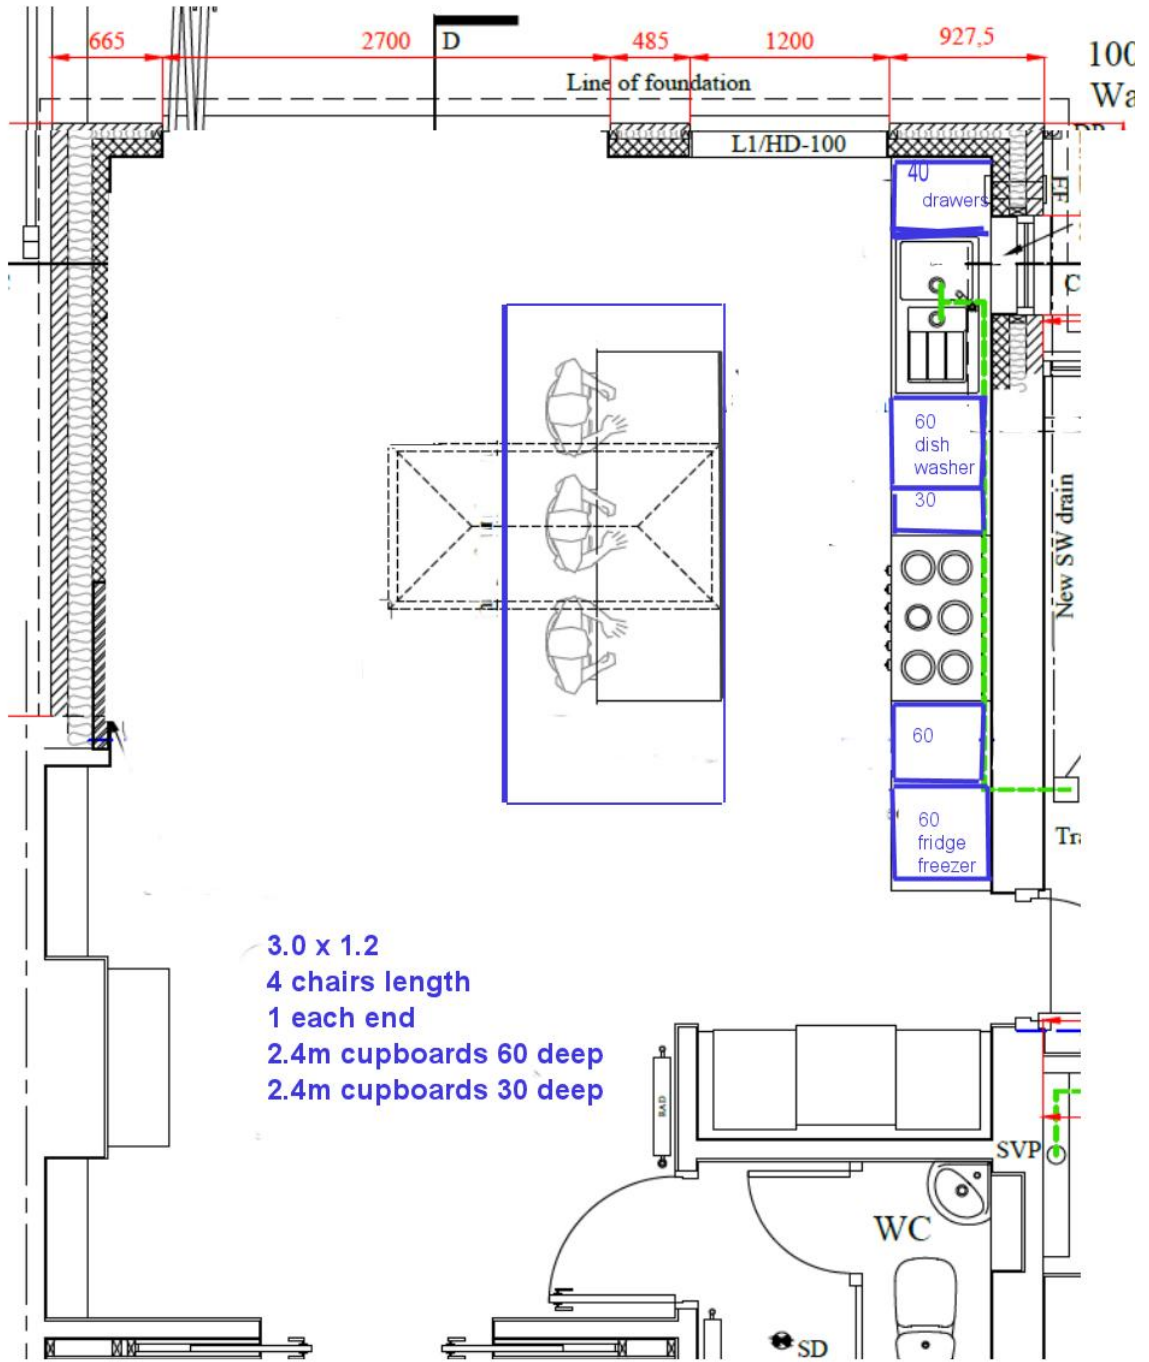 665
2700
D
485
1200
927,5
100
Wa
Line of foundation
L1/HD-100
40
drawers
C
60
dish
washer
30
New SW drain
60
60
fridge
freezer
3.0 x 1.2
4 chairs length
1 each end
2.4m cupboards 60 deep
2.4m cupboards 30 deep
RAD
SVP
WC
SD